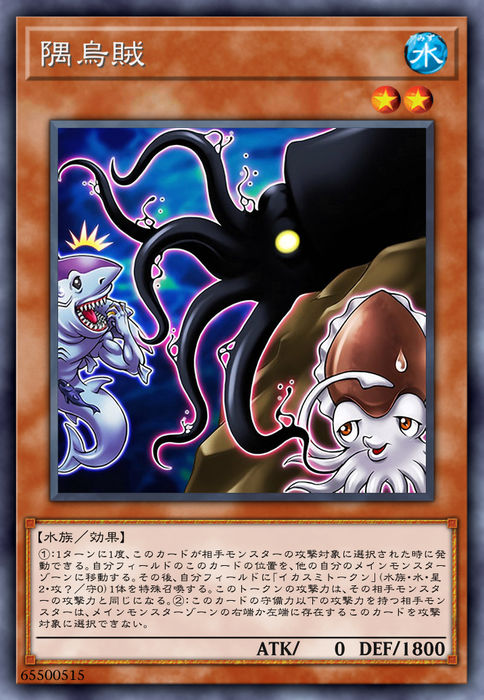 隅烏賊
みず
水
【水族／効果】
①:1ターンに1度、このカードが相手モンスターの攻撃対象に選択された時に発
動できる。自分フィールドのこのカードの位置を、他の自分のメインモンスター
ゾーンに移動する。その後、自分フィールドに「イカスミトークン」(水族・水・星
2・攻？／守0)1体を特殊召喚する。このトークンの攻撃力は、その相手モンスタ
ーの攻撃力と同じになる。②:このカードの守備力以下の攻撃力を持つ相手モン
スターは、メインモンスターゾーンの右端か左端に存在するこのカードを攻撃
対象に選択できない。
ATK/ 0 DEF/1800
65500515